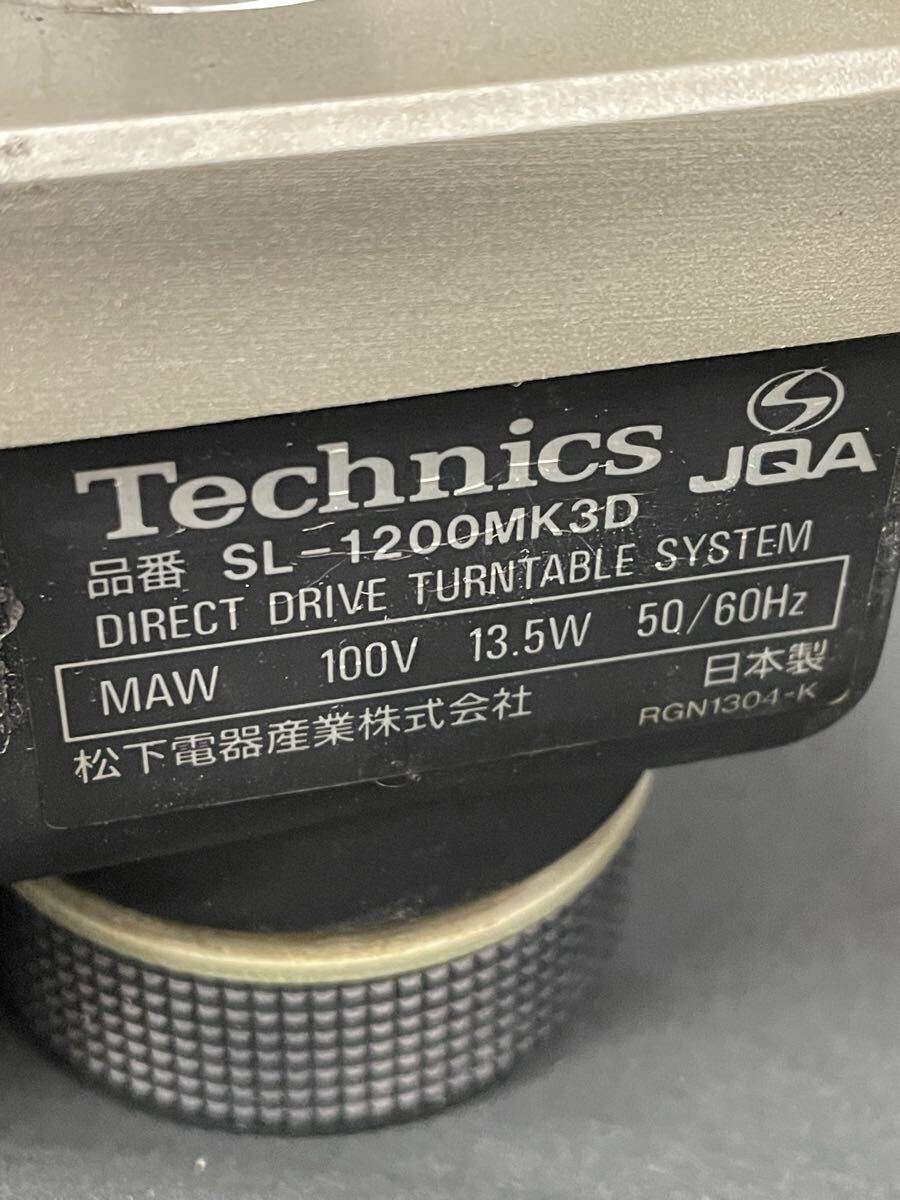 Technics
JQA
品番 SL-1200MK3D
DIRECT DRIVE TURNTABLE SYSTEM
MAW 100V 13.5W 50/60Hz
松下電器産業株式会社 日本製
RGN1304-K